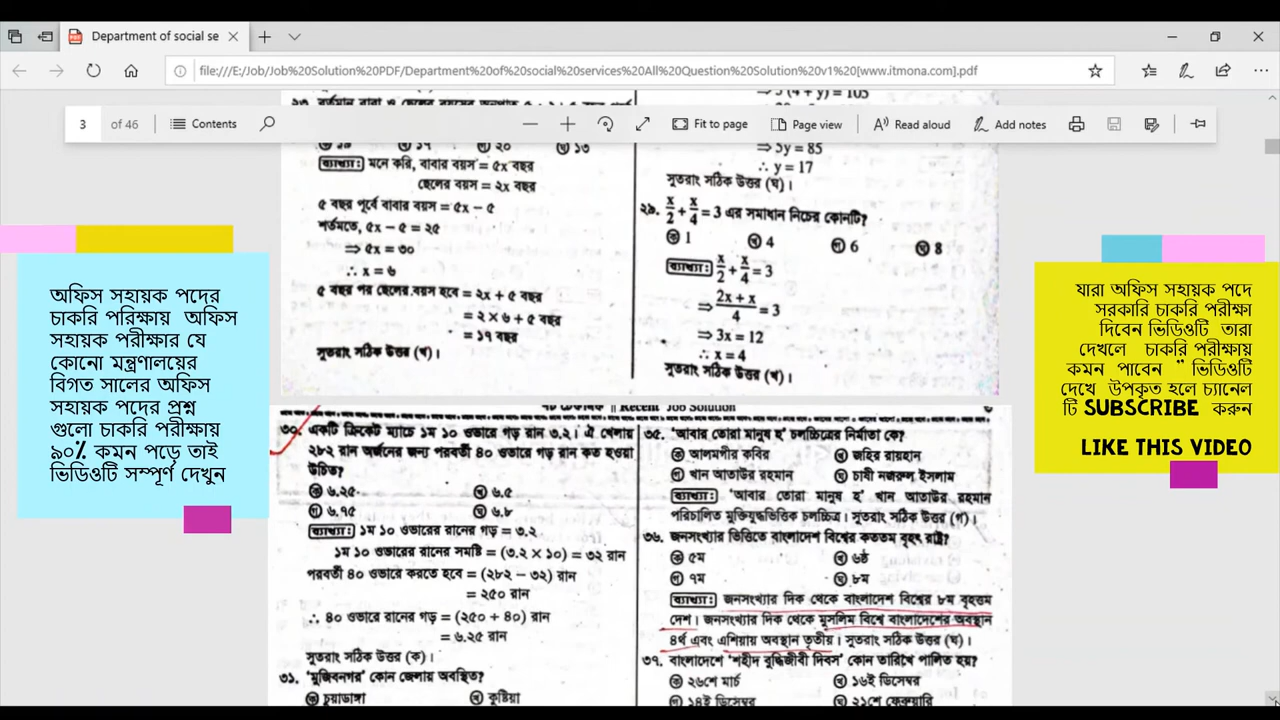 Department of social se
file:///E:/Job/Job%20Solution%20PDF/Department%20of%20social%20services%20All%20Question%20Solution%20v1%20[www.itmona.com].pdf
3 of 46 Contents Fit to page Page view Read aloud Add notes
ব্যাখ্যা: মনে করি, বাবার বয়স = ৫x বছর
ছেলের বয়স = ২x বছর
৫ বছর পূর্বে বাবার বয়স = ৫x − ৫
শর্তমতে, ৫x − ৫ = ২৫
⇒ ৫x = ৩০
∴ x = ৬
৫ বছর পর ছেলের বয়স হবে = ২x + ৫ বছর
= ২ × ৬ + ৫ বছর
= ১৭ বছর
সুতরাং সঠিক উত্তর (খ)।
⇒ 5y = 85
∴ y = 17
সুতরাং সঠিক উত্তর (ঘ)।
২৯. x/2 + x/4 = 3 এর সমাধান নিচের কোনটি?
ক 1 খ 4 গ 6 ঘ 8
ব্যাখ্যা: x/2 + x/4 = 3
⇒ 2x + x/4 = 3
⇒ 3x = 12
∴ x = 4
সুতরাং সঠিক উত্তর (খ)।
|| Recent Job Solution
৩০. একটি ক্রিকেট ম্যাচে ১ম ১০ ওভারে গড় রান ৩.২। ঐ খেলায়
২৮২ রান অর্জনের জন্য পরবর্তী ৪০ ওভারে গড় রান কত হওয়া
উচিত?
ক ৬.২৫ খ ৬.৫
গ ৬.৭৫ ঘ ৬.৮
ব্যাখ্যা: ১ম ১০ ওভারের রানের গড় = ৩.২
১ম ১০ ওভারের রানের সমষ্টি = (৩.২ × ১০) = ৩২ রান
পরবর্তী ৪০ ওভারে করতে হবে = (২৮২ − ৩২) রান
= ২৫০ রান
∴ ৪০ ওভারে রানের গড় = (২৫০ ÷ ৪০) রান
= ৬.২৫ রান
সুতরাং সঠিক উত্তর (ক)।
৩১. 'মুজিবনগর' কোন জেলায় অবস্থিত?
ক চুয়াডাঙ্গা খ কুষ্টিয়া
৩৫. 'আবার তোরা মানুষ হ' চলচ্চিত্রের নির্মাতা কে?
ক আলমগীর কবির খ জহির রায়হান
গ খান আতাউর রহমান ঘ চাষী নজরুল ইসলাম
ব্যাখ্যা: 'আবার তোরা মানুষ হ' খান আতাউর রহমান
পরিচালিত মুক্তিযুদ্ধভিত্তিক চলচ্চিত্র। সুতরাং সঠিক উত্তর (গ)।
৩৬. জনসংখ্যার ভিত্তিতে বাংলাদেশ বিশ্বের কততম বৃহৎ রাষ্ট্র?
ক ৫ম খ ৬ষ্ঠ
গ ৭ম ঘ ৮ম
ব্যাখ্যা: জনসংখ্যার দিক থেকে বাংলাদেশ বিশ্বের ৮ম বৃহত্তম
দেশ। জনসংখ্যার দিক থেকে মুসলিম বিশ্বে বাংলাদেশের অবস্থান
৪র্থ এবং এশিয়ায় অবস্থান তৃতীয়। সুতরাং সঠিক উত্তর (ঘ)।
৩৭. বাংলাদেশে 'শহীদ বুদ্ধিজীবী দিবস' কোন তারিখে পালিত হয়?
ক ২৬শে মার্চ খ ১৬ই ডিসেম্বর
গ ১৪ই ডিসেম্বর ঘ ২১শে ফেব্রুয়ারি
অফিস সহায়ক পদের
চাকরি পরিক্ষায় অফিস
সহায়ক পরীক্ষার যে
কোনো মন্ত্রণালয়ের
বিগত সালের অফিস
সহায়ক পদের প্রশ্ন
গুলো চাকরি পরীক্ষায়
৯০% কমন পড়ে তাই
ভিডিওটি সম্পূর্ণ দেখুন
যারা অফিস সহায়ক পদে
সরকারি চাকরি পরীক্ষা
দিবেন ভিডিওটি তারা
দেখলে চাকরি পরীক্ষায়
কমন পাবেন " ভিডিওটি
দেখে উপকৃত হলে চ্যানেল
টি SUBSCRIBE করুন
LIKE THIS VIDEO